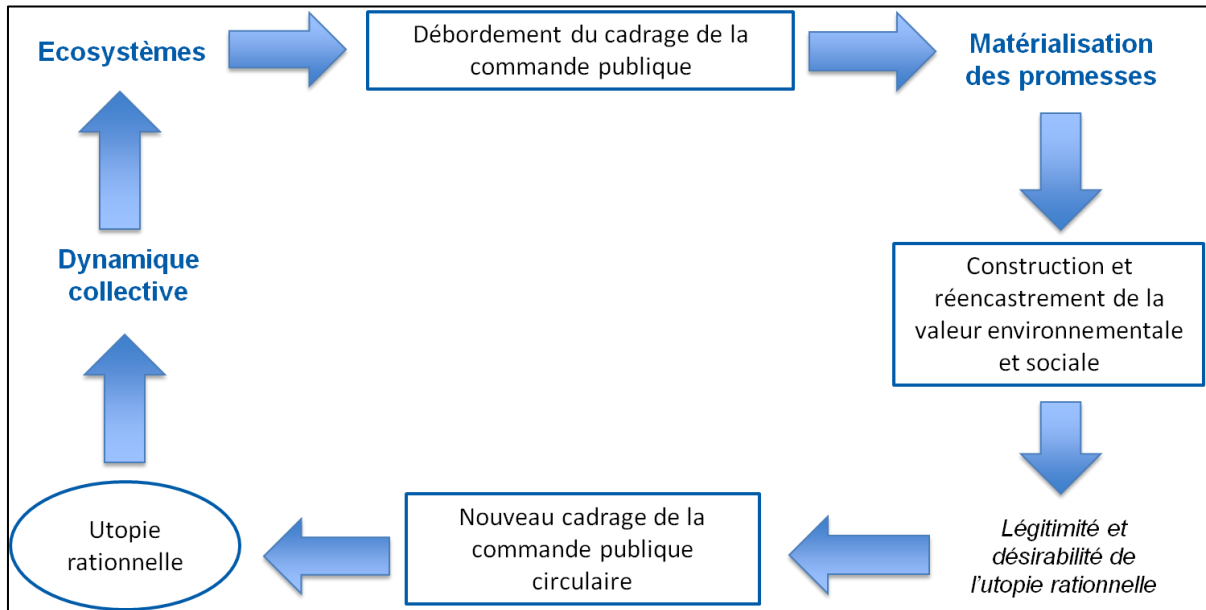 Ecosystèmes
Débordement du cadrage de la
commande publique
Matérialisation
des promesses
Dynamique
collective
Construction et
réencastrement de la
valeur environnementale
et sociale
Utopie
rationnelle
Nouveau cadrage de la
commande publique
circulaire
Légitimité et
désirabilité de
l'utopie rationnelle